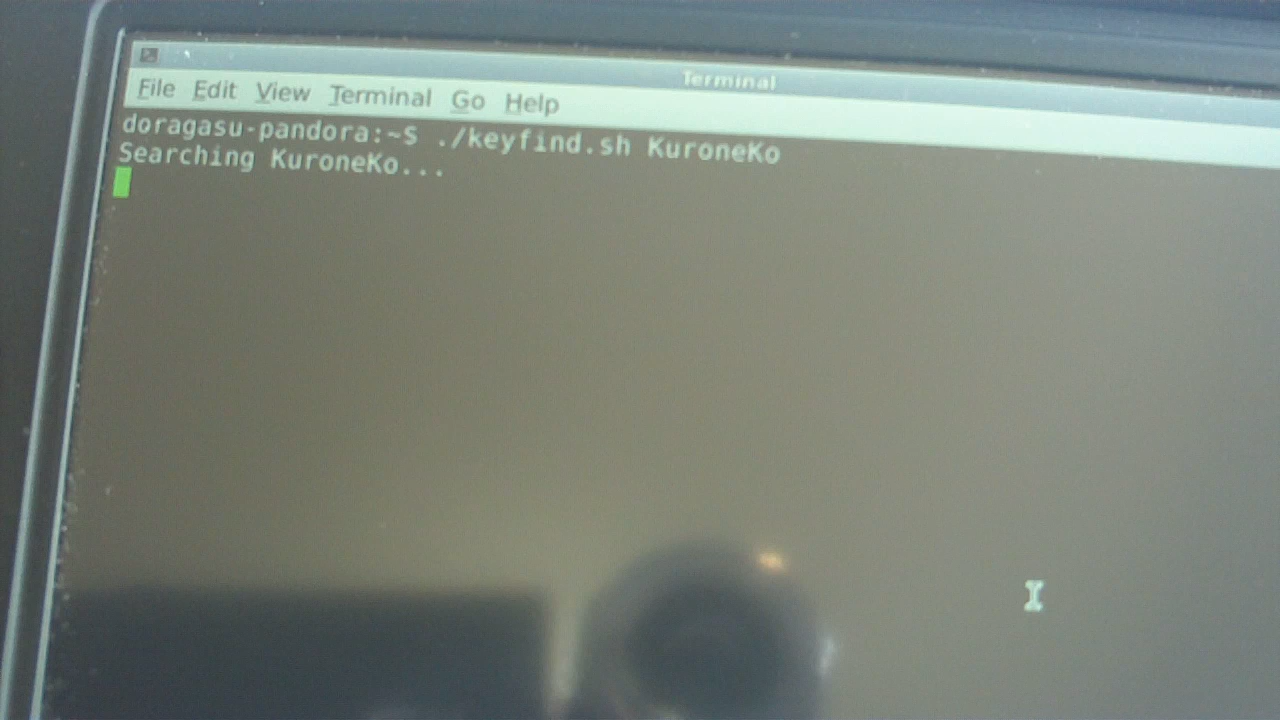 Terminal
File Edit View Terminal Go Help
doragasu-pandora:~$ ./keyfind.sh KuroneKo
Searching KuroneKo...